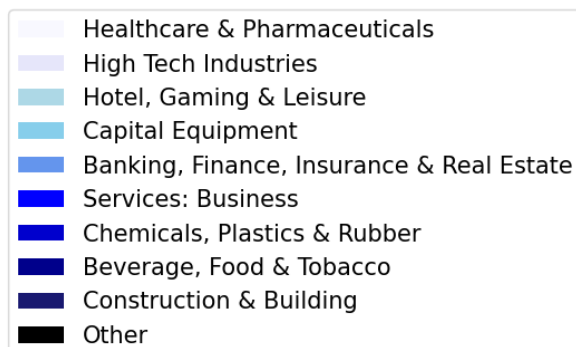 Healthcare & Pharmaceuticals
High Tech Industries
Hotel, Gaming & Leisure
Capital Equipment
Banking, Finance, Insurance & Real Estate
Services: Business
Chemicals, Plastics & Rubber
Beverage, Food & Tobacco
Construction & Building
Other